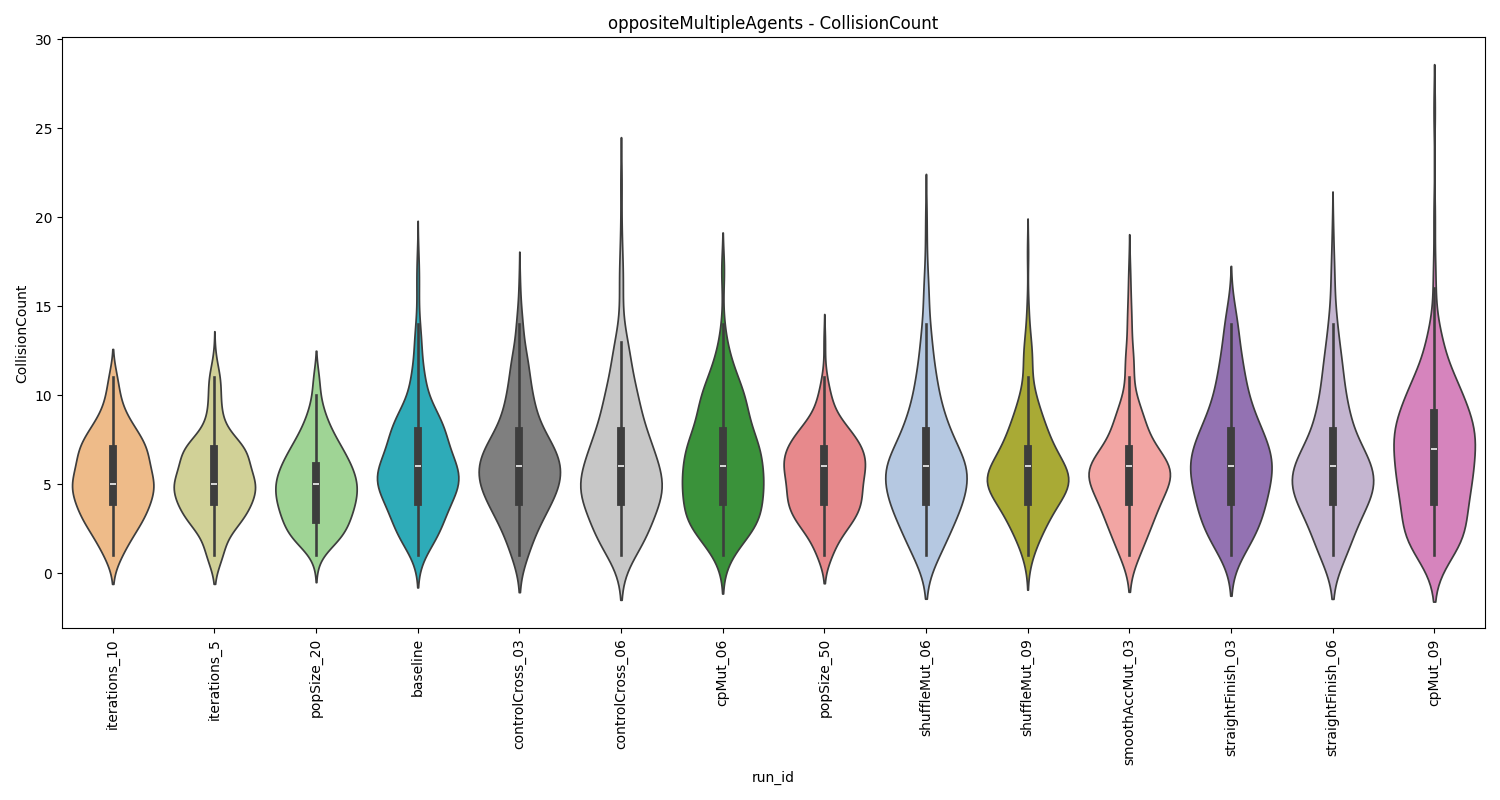 oppositeMultipleAgents - CollisionCount
CollisionCount
30
25
20
15
10
5
0
iterations_10
iterations_5
popSize_20
baseline
controlCross_03
controlCross_06
cpMut_06
popSize_50
shuffleMut_06
shuffleMut_09
smoothAccMut_03
straightFinish_03
straightFinish_06
cpMut_09
run_id